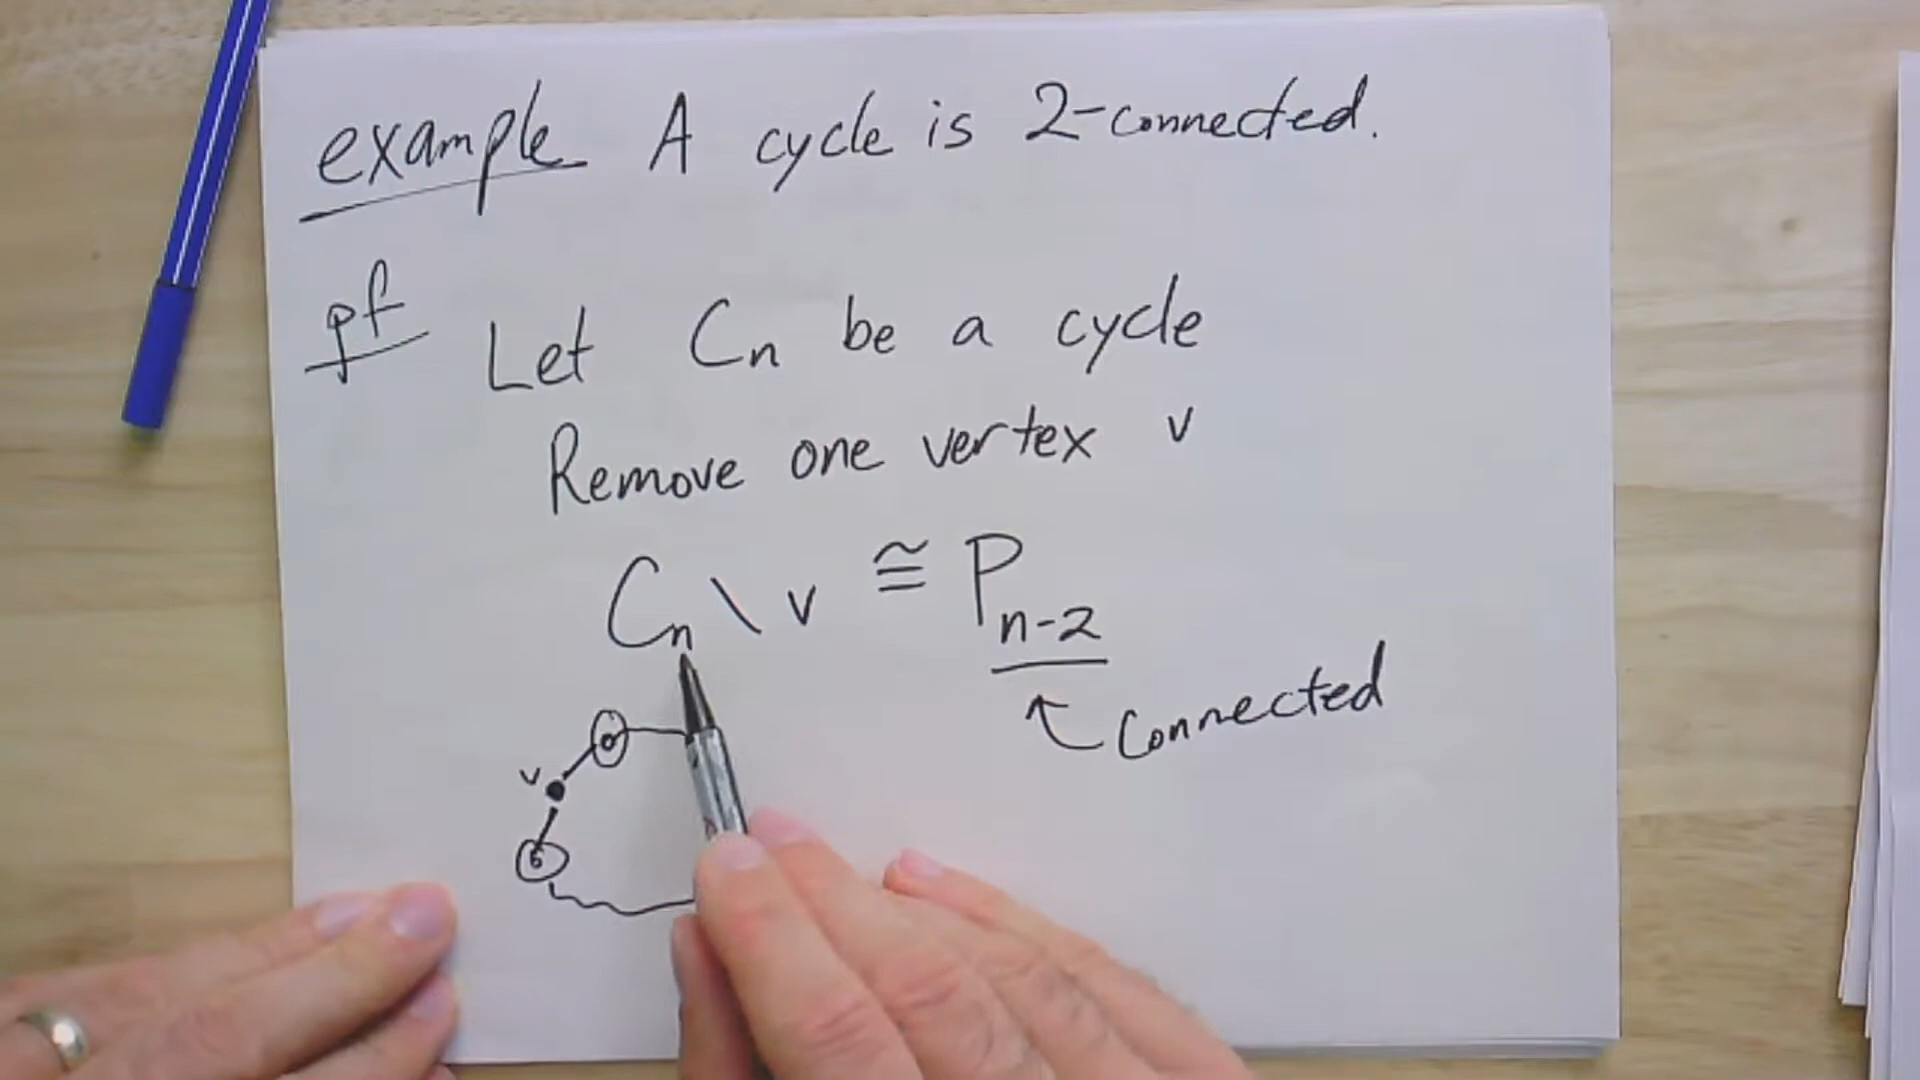 example A cycle is 2-connected.
pf Let Cₙ be a cycle
Remove one vertex v
Cₙ \ v ≅ Pₙ₋₂
↖ Connected
v